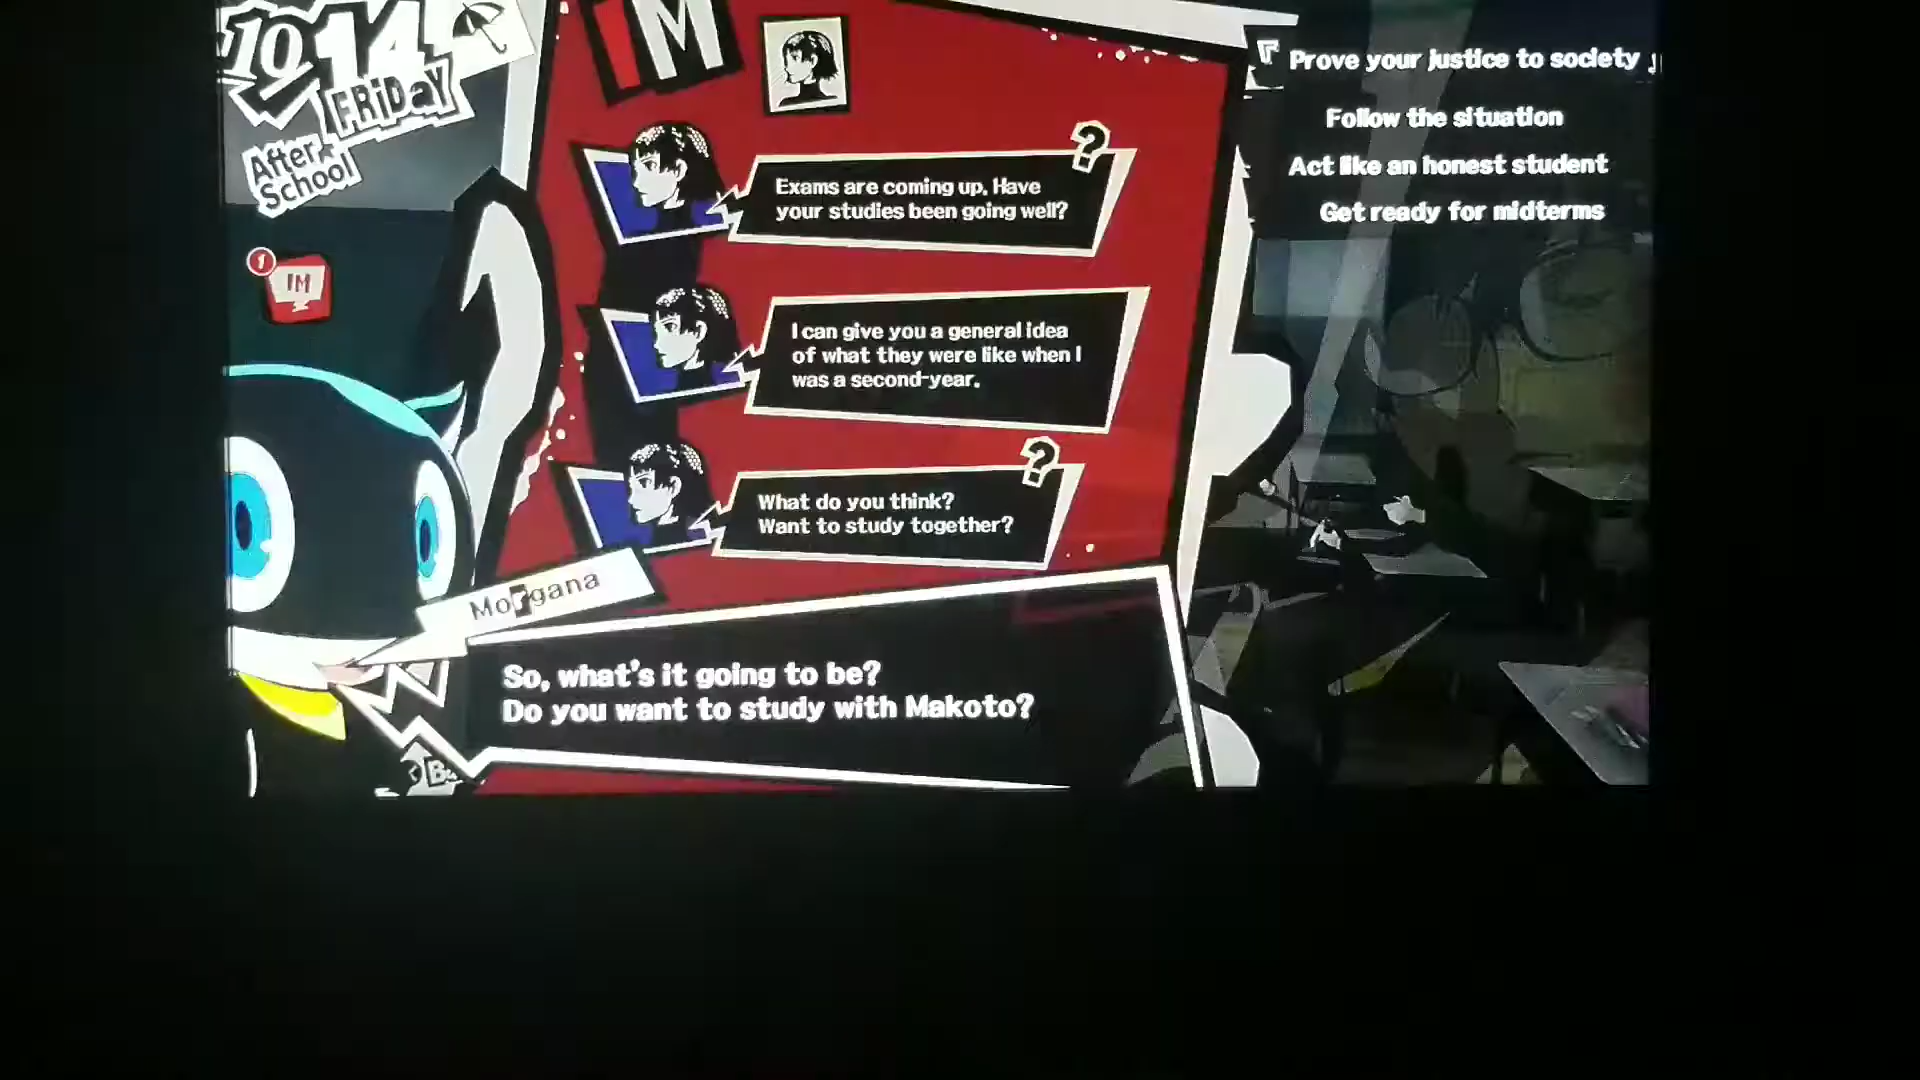 10 14
FRiDaY
After
School
1
IM
IM
Exams are coming up. Have
your studies been going well?
?
I can give you a general idea
of what they were like when I
was a second-year.
What do you think?
Want to study together?
?
Morgana
So, what's it going to be?
Do you want to study with Makoto?
『Prove your justice to society』
Follow the situation
Act like an honest student
Get ready for midterms